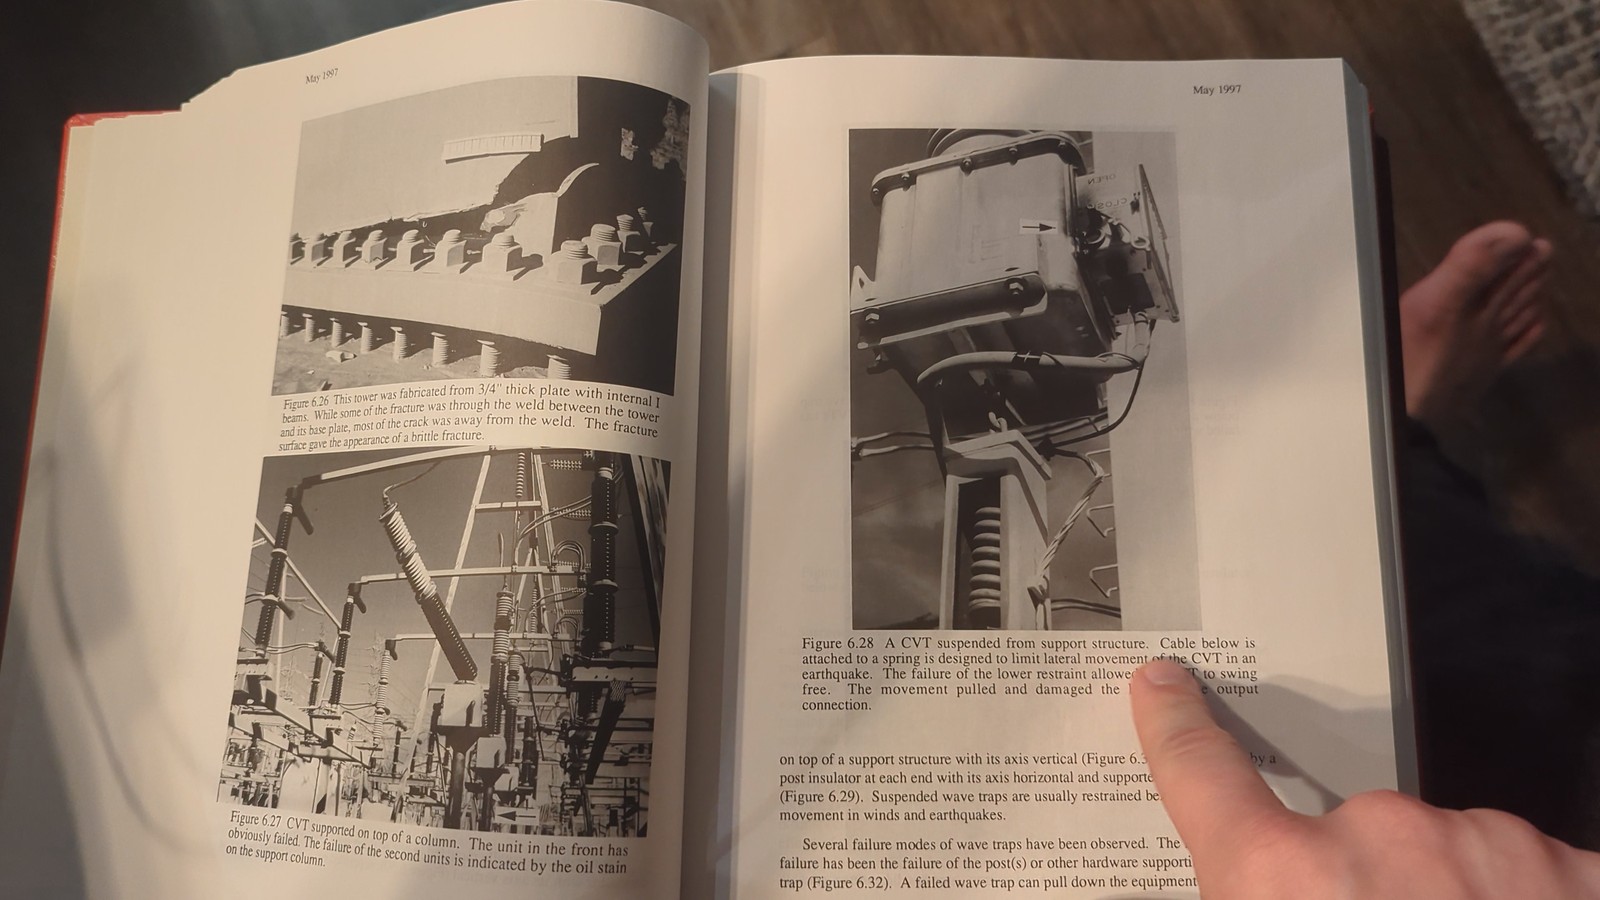 May 1997
Figure 6.26 This tower was fabricated from 3/4" thick plate with internal I
beams. While some of the fracture was through the weld between the tower
and its base plate, most of the crack was away from the weld. The fracture
surface gave the appearance of a brittle fracture.
Figure 6.27 CVT supported on top of a column. The unit in the front has
obviously failed. The failure of the second units is indicated by the oil stain
on the support column.
May 1997
OPEN
Figure 6.28 A CVT suspended from support structure. Cable below is
attached to a spring is designed to limit lateral movement of the CVT in an
earthquake. The failure of the lower restraint to swing
free. The movement pulled and damaged the output
connection.
on top of a support structure with its axis vertical (Figure by a
post insulator at each end with its axis horizontal and
(Figure 6.29). Suspended wave traps are usually restrained
movement in winds and earthquakes.
Several failure modes of wave traps have been observed. The
failure has been the failure of the post(s) or other hardware
trap (Figure 6.32). A failed wave trap can pull down the equipment